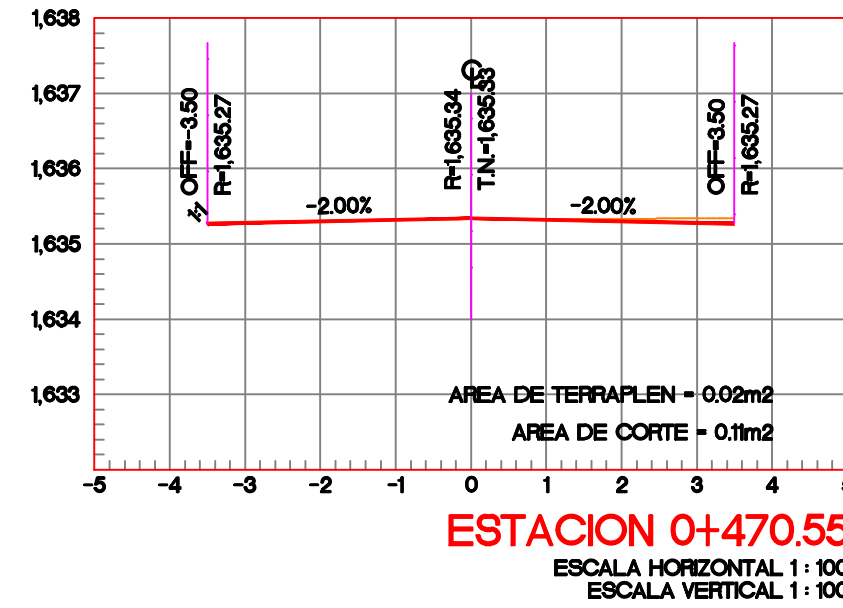 1,638
1,637
1,636
1,635
1,634
1,633
OFF=-3.50
R=1,635.27
R=1,635.34
T.N.=1,635.33
OFF=3.50
R=1,635.27
-2.00%
-2.00%
AREA DE TERRAPLEN = 0.02m2
AREA DE CORTE = 0.11m2
-5 -4 -3 -2 -1 0 1 2 3 4
ESTACION 0+470.55
ESCALA HORIZONTAL 1 : 100
ESCALA VERTICAL 1 : 100